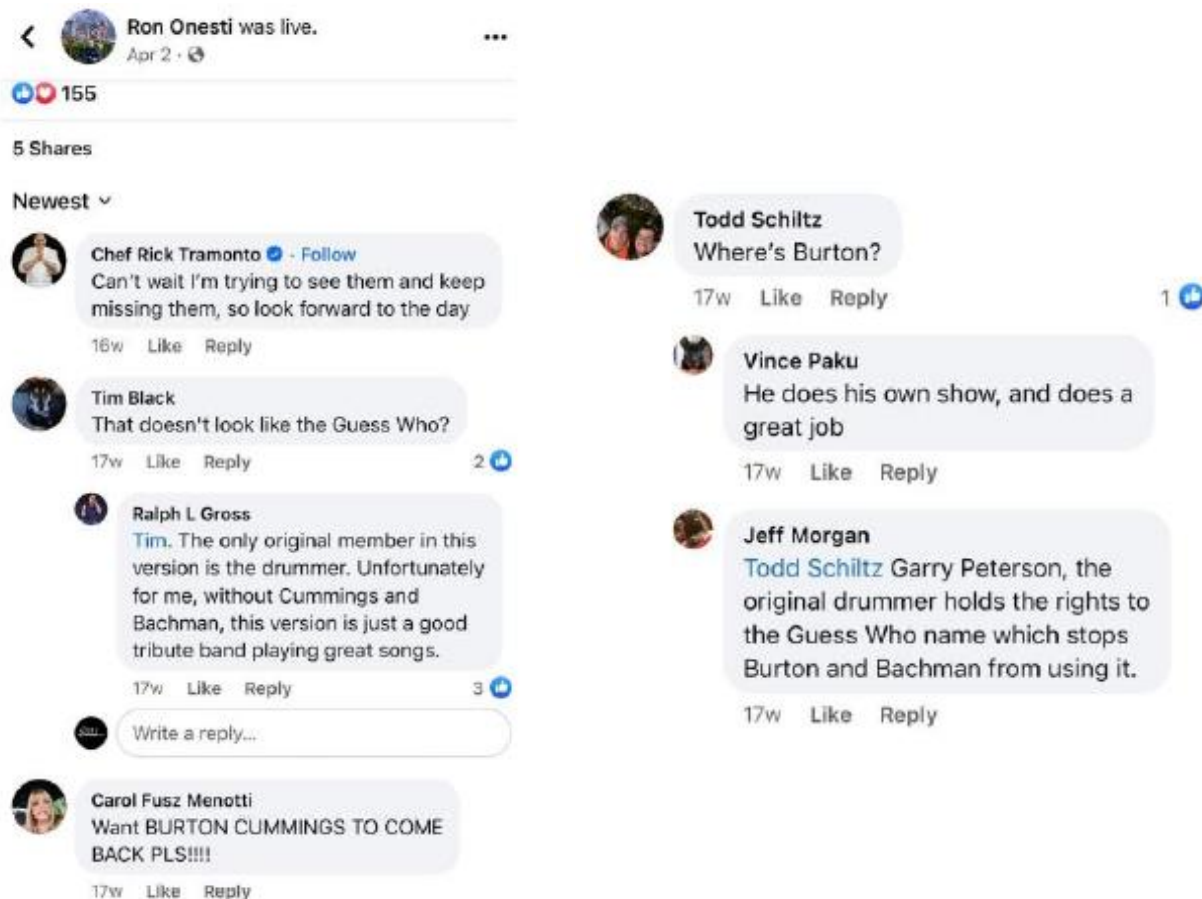 Ron Onesti was live.
Apr 2 ·
155
5 Shares
Newest
Chef Rick Tramonto · Follow
Can't wait I'm trying to see them and keep
missing them, so look forward to the day
16w Like Reply
Tim Black
That doesn't look like the Guess Who?
17w Like Reply 2
Ralph L Gross
Tim. The only original member in this
version is the drummer. Unfortunately
for me, without Cummings and
Bachman, this version is just a good
tribute band playing great songs.
17w Like Reply 3
Write a reply...
Carol Fusz Menotti
Want BURTON CUMMINGS TO COME
BACK PLS!!!!
17w Like Reply
Todd Schiltz
Where's Burton?
17w Like Reply 1
Vince Paku
He does his own show, and does a
great job
17w Like Reply
Jeff Morgan
Todd Schiltz Garry Peterson, the
original drummer holds the rights to
the Guess Who name which stops
Burton and Bachman from using it.
17w Like Reply